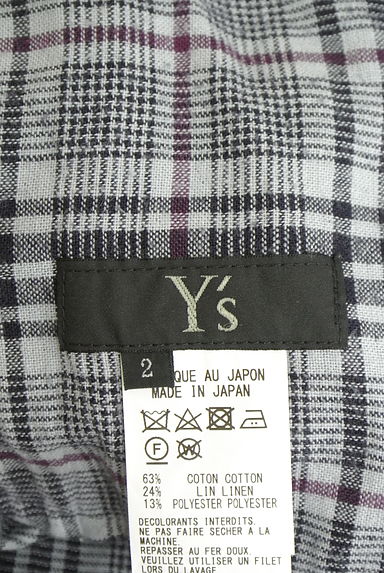 Y's
2
QUE AU JAPON
MADE IN JAPAN
F W
63% COTON COTTON
24% LIN LINEN
13% POLYESTER POLYESTER
DECOLORANTS INTERDITS.
NE PAS FAIRE SECHER A LA
MACHINE.
REPASSER AU FER DOUX.
VEUILLEZ UTILISER UN FILET
LORS DU LAVAGE